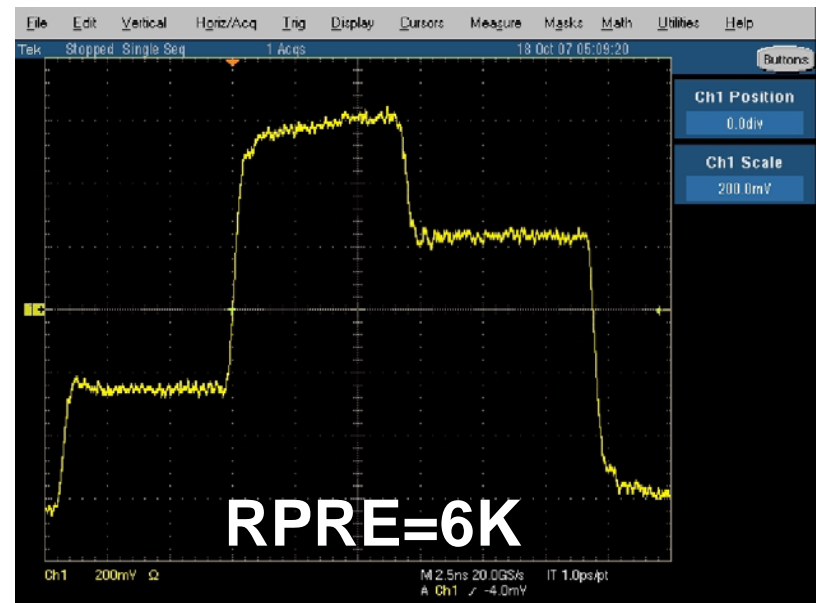 File Edit Vertical Horiz/Acq Trig Display Cursors Measure Masks Math Utilities Help
Tek Stopped Single Seq 1 Acqs 18 Oct 07 05:09:20
Buttons
Ch1 Position
0.0div
Ch1 Scale
200.0mV
1
RPRE=6K
Ch1 200mV Ω M 2.5ns 20.0GS/s IT 1.0ps/pt
A Ch1 ∕ -4.0mV